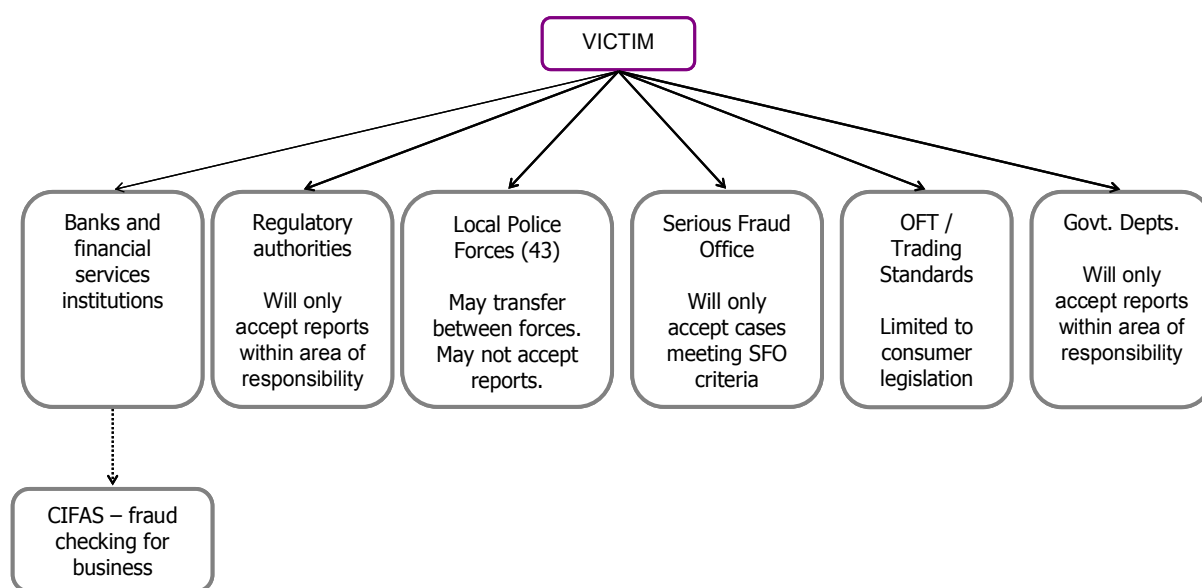 VICTIM
Banks and
financial
services
institutions
Regulatory
authorities
Will only
accept reports
within area of
responsibility
Local Police
Forces (43)
May transfer
between forces.
May not accept
reports.
Serious Fraud
Office
Will only
accept cases
meeting SFO
criteria
OFT /
Trading
Standards
Limited to
consumer
legislation
Govt. Depts.
Will only
accept reports
within area of
responsibility
CIFAS – fraud
checking for
business